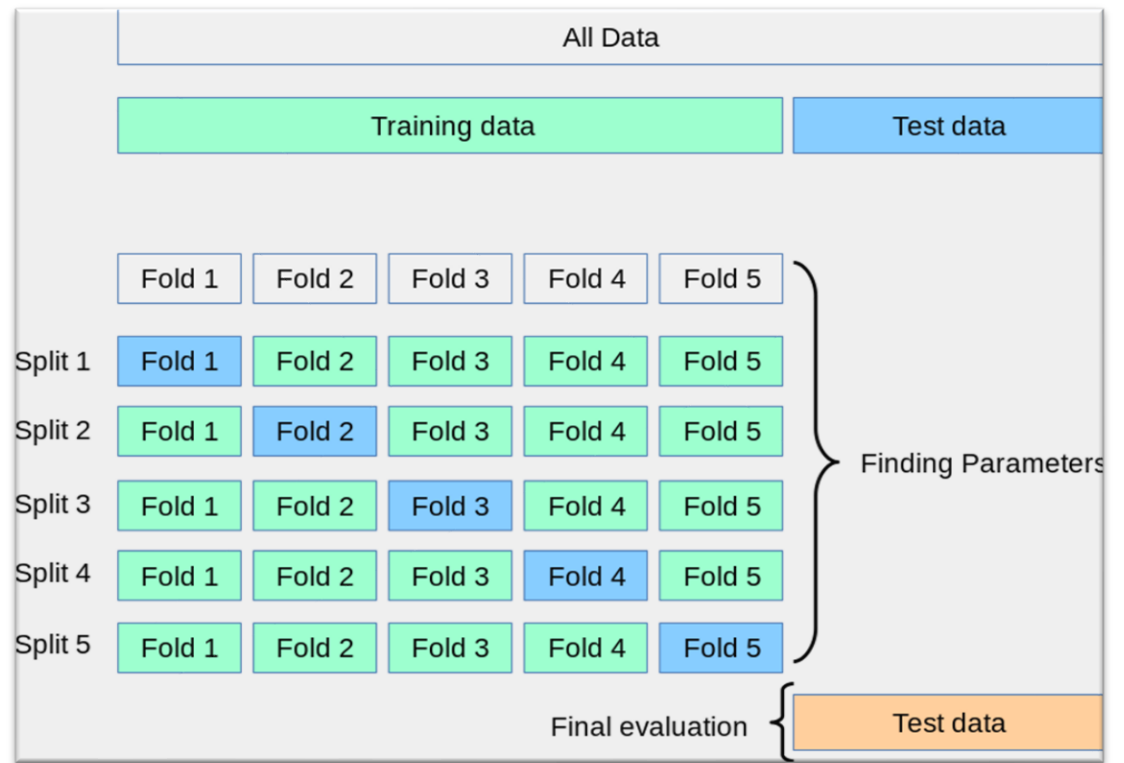 All Data
Training data Test data
Fold 1 Fold 2 Fold 3 Fold 4 Fold 5
Split 1 Fold 1 Fold 2 Fold 3 Fold 4 Fold 5
Split 2 Fold 1 Fold 2 Fold 3 Fold 4 Fold 5
Finding Parameters
Split 3 Fold 1 Fold 2 Fold 3 Fold 4 Fold 5
Split 4 Fold 1 Fold 2 Fold 3 Fold 4 Fold 5
Split 5 Fold 1 Fold 2 Fold 3 Fold 4 Fold 5
Final evaluation Test data